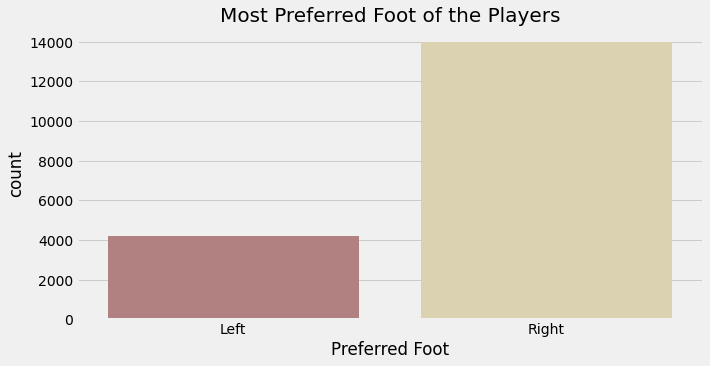 Most Preferred Foot of the Players
14000
12000
10000
8000
6000
4000
2000
0
count
Left
Right
Preferred Foot